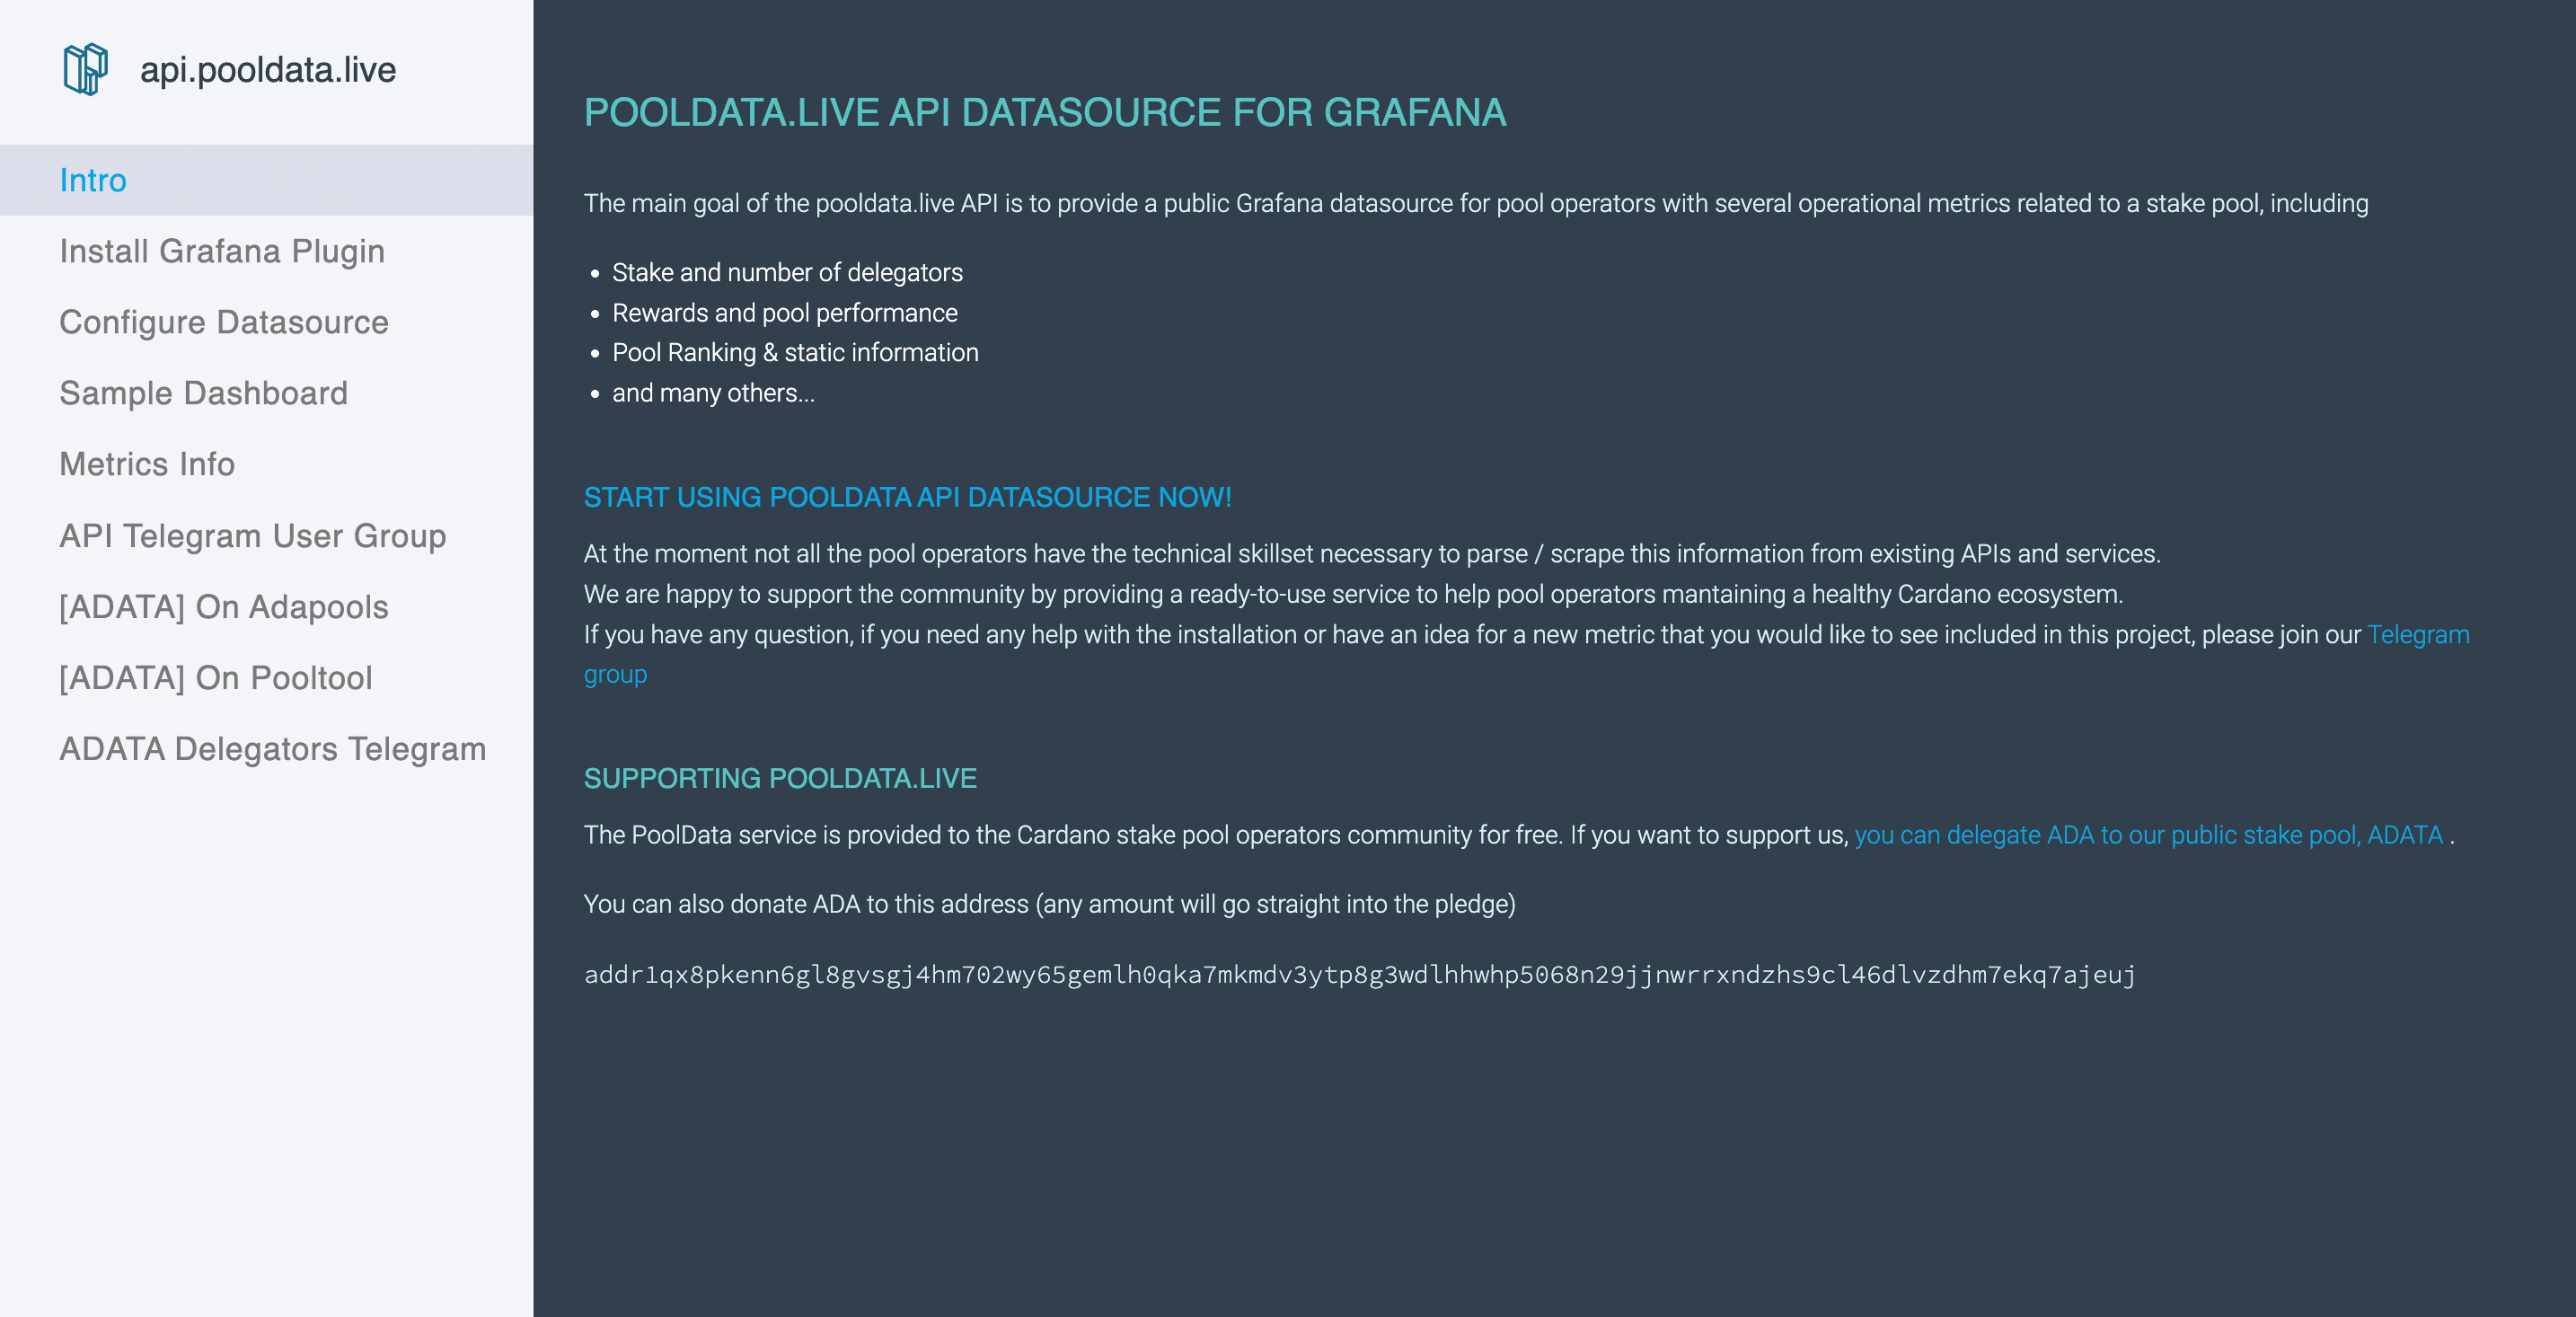 api.pooldata.live
Intro
Install Grafana Plugin
Configure Datasource
Sample Dashboard
Metrics Info
API Telegram User Group
[ADATA] On Adapools
[ADATA] On Pooltool
ADATA Delegators Telegram
POOLDATA.LIVE API DATASOURCE FOR GRAFANA
The main goal of the pooldata.live API is to provide a public Grafana datasource for pool operators with several operational metrics related to a stake pool, including
• Stake and number of delegators
• Rewards and pool performance
• Pool Ranking & static information
• and many others...
START USING POOLDATA API DATASOURCE NOW!
At the moment not all the pool operators have the technical skillset necessary to parse / scrape this information from existing APIs and services.
We are happy to support the community by providing a ready-to-use service to help pool operators mantaining a healthy Cardano ecosystem.
If you have any question, if you need any help with the installation or have an idea for a new metric that you would like to see included in this project, please join our Telegram
group
SUPPORTING POOLDATA.LIVE
The PoolData service is provided to the Cardano stake pool operators community for free. If you want to support us, you can delegate ADA to our public stake pool, ADATA .
You can also donate ADA to this address (any amount will go straight into the pledge)
addr1qx8pkenn6gl8gvsgj4hm702wy65gemlh0qka7mkmdv3ytp8g3wdlhhwhp5068n29jjnwrrxndzhs9cl46dlvzdhm7ekq7ajeuj